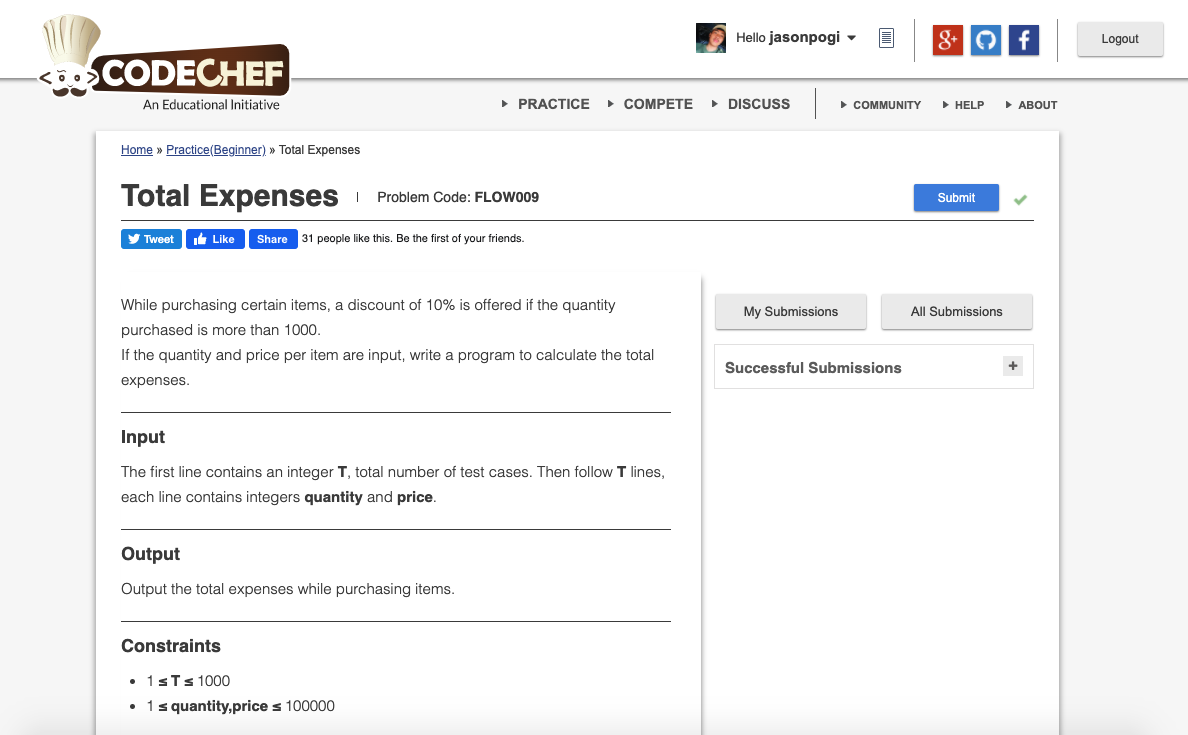 Hello jasonpogi
Logout
CODECHEF
An Educational Initiative
PRACTICE COMPETE DISCUSS COMMUNITY HELP ABOUT
Home » Practice(Beginner) » Total Expenses
Total Expenses | Problem Code: FLOW009
Submit
Tweet Like Share 31 people like this. Be the first of your friends.
While purchasing certain items, a discount of 10% is offered if the quantity
purchased is more than 1000.
If the quantity and price per item are input, write a program to calculate the total
expenses.
Input
The first line contains an integer T, total number of test cases. Then follow T lines,
each line contains integers quantity and price.
Output
Output the total expenses while purchasing items.
Constraints
• 1 ≤ T ≤ 1000
• 1 ≤ quantity,price ≤ 100000
My Submissions All Submissions
Successful Submissions +